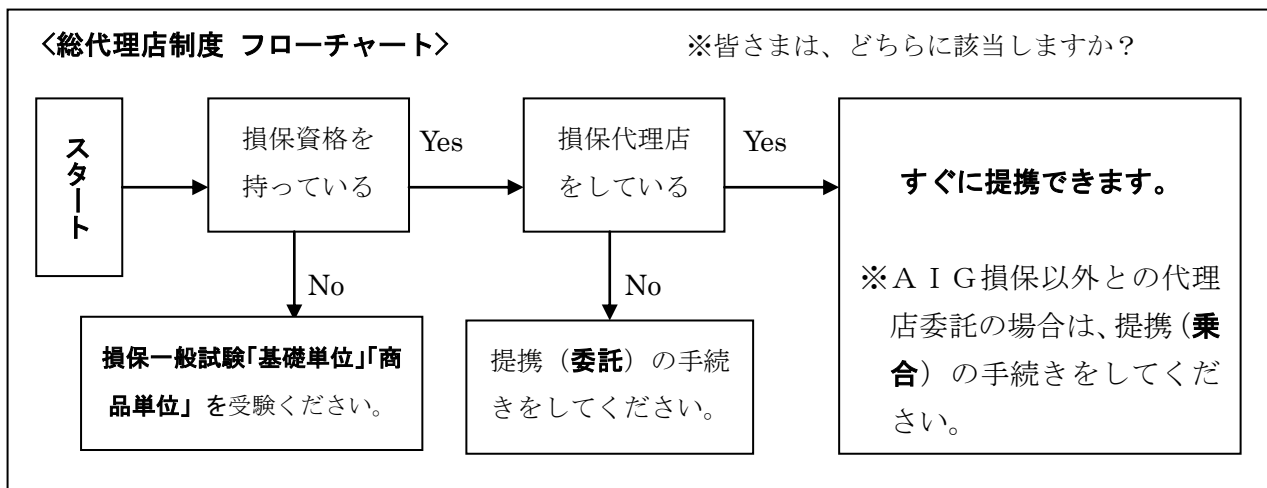 <総代理店制度 フローチャート>
※皆さまは、どちらに該当しますか？
スタート
損保資格を
持っている
Yes
損保代理店
をしている
Yes
すぐに提携できます。
※ＡＩＧ損保以外との代理
店委託の場合は、提携（乗
合）の手続きをしてくだ
さい。
No
No
損保一般試験「基礎単位」「商
品単位」を受験ください。
提携（委託）の手続
きをしてください。